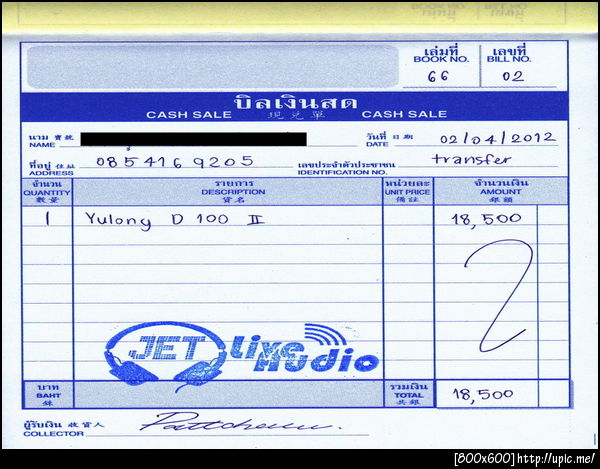 เล่มที่ เลขที่
BOOK NO. BILL NO.
66 02
บิลเงินสด
CASH SALE 現兌單 CASH SALE
นาม 寶號 วันที่ 日期 02/04/2012
NAME DATE
ที่อยู่ 住址 085 416 9205 เลขประจำตัวประชาชน transfer
ADDRESS IDENTIFICATION NO.
จำนวน รายการ หน่วยละ จำนวนเงิน
QUANTITY DESCRIPTION UNIT PRICE AMOUNT
數量 貨名 備註 銀額
1 Yulong D 100 II 18,500
JET Live Audio
บาท รวมเงิน
BAHT TOTAL 18,500
銖 共銀
ผู้รับเงิน 收貨人
COLLECTOR
[800x600]http://upic.me/